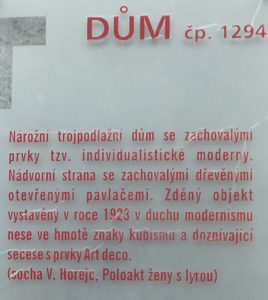 DŮM čp. 1294
Nárožní trojpodlažní dům se zachovalými
prvky tzv. individualistické moderny.
Nádvorní strana se zachovalými dřevěnými
otevřenými pavlačemi. Zděný objekt
vystavěný v roce 1923 v duchu modernismu
nese ve hmotě znaky kubismu a doznívající
secese s prvky Art deco.
(socha V. Horejc, Poloakt ženy s lyrou)